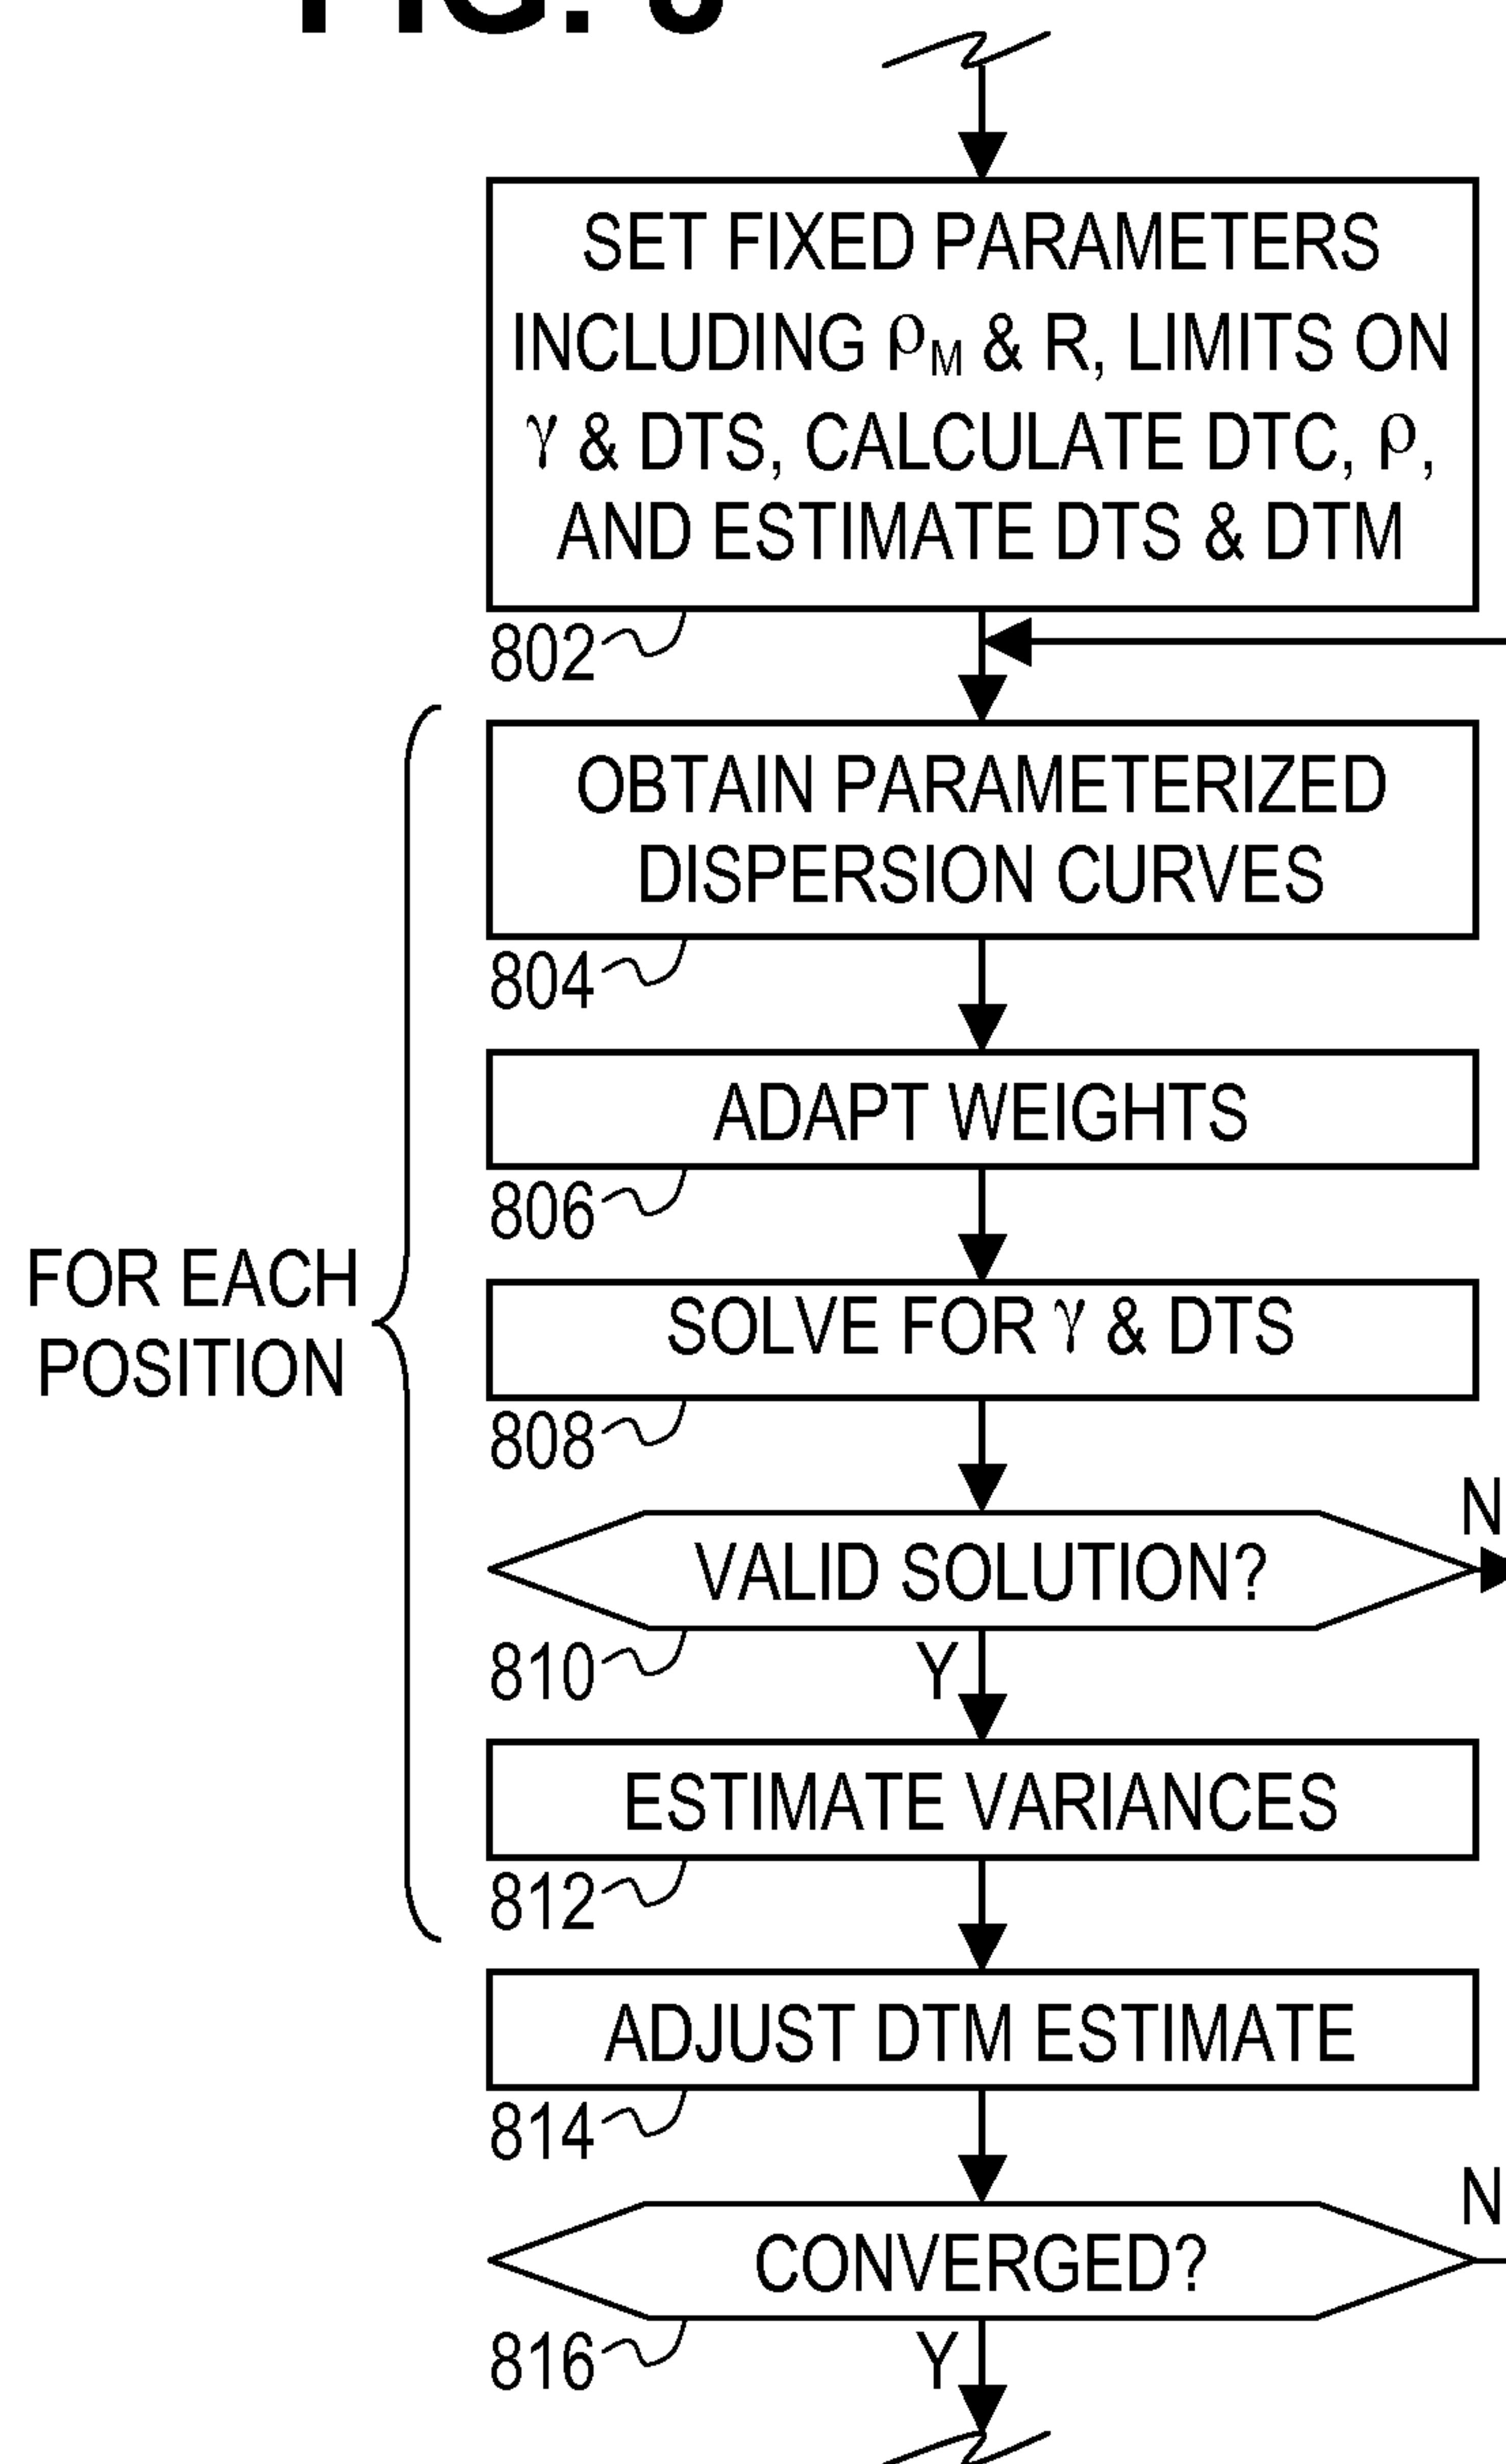 SET FIXED PARAMETERS
INCLUDING ρM & R, LIMITS ON
γ & DTS, CALCULATE DTC, ρ,
AND ESTIMATE DTS & DTM
802
OBTAIN PARAMETERIZED
DISPERSION CURVES
804
ADAPT WEIGHTS
806
FOR EACH
POSITION
SOLVE FOR γ & DTS
808
N
VALID SOLUTION?
810
Y
ESTIMATE VARIANCES
812
ADJUST DTM ESTIMATE
814
N
CONVERGED?
816
Y